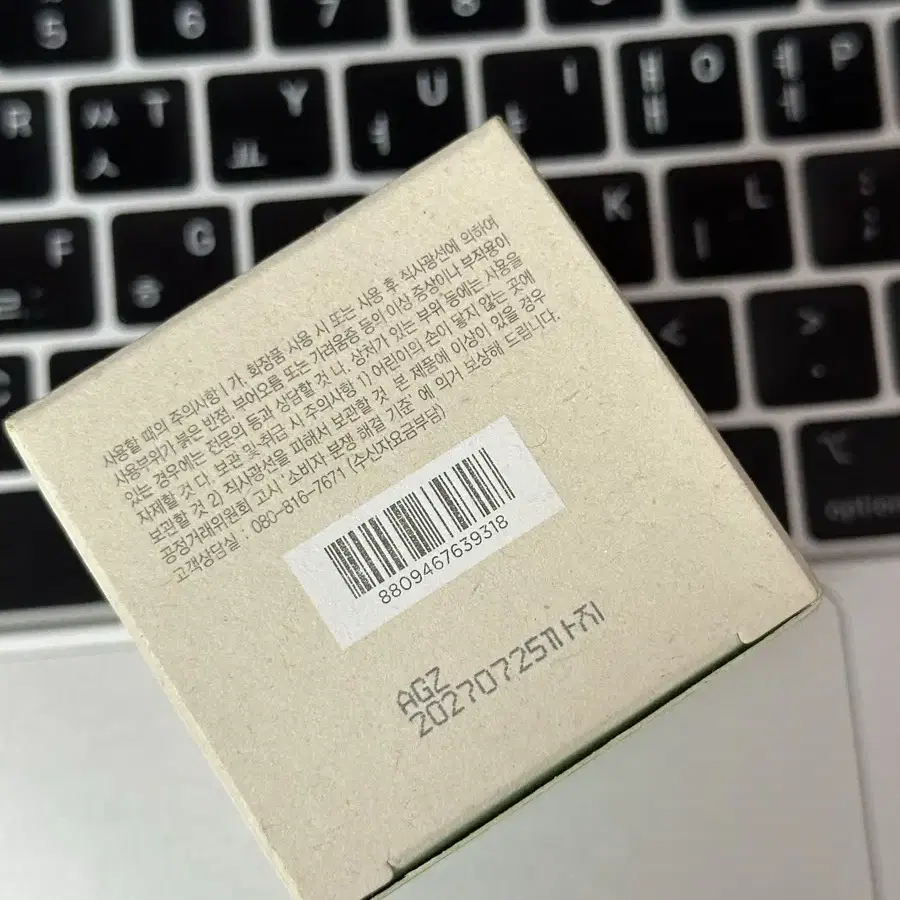 5 6 7 8 9
R ㅆ ㅅ T Y ㅛ U ㅕ I O ㅒ ㅐ P ㅖ ㅔ
F G K L
< >
option
사용할 때의 주의사항 | 가. 화장품 사용 시 또는 사용 후 직사광선에 의하여
사용부위가 붉은 반점, 부어오름 또는 가려움증 등의 이상 증상이나 부작용이
있는 경우에는 전문의 등과 상담할 것 나. 상처가 있는 부위 등에는 사용을
자제할 것 다. 보관 및 취급 시 주의사항 1) 어린이의 손이 닿지 않는 곳에
보관할 것 2) 직사광선을 피해서 보관할 것 본 제품에 이상이 있을 경우
공정거래위원회 고시 '소비자 분쟁 해결 기준' 에 의거 보상해 드립니다.
고객상담실 : 080-816-7671 (수신자요금부담)
8809467639318
AGZ
20270725까지